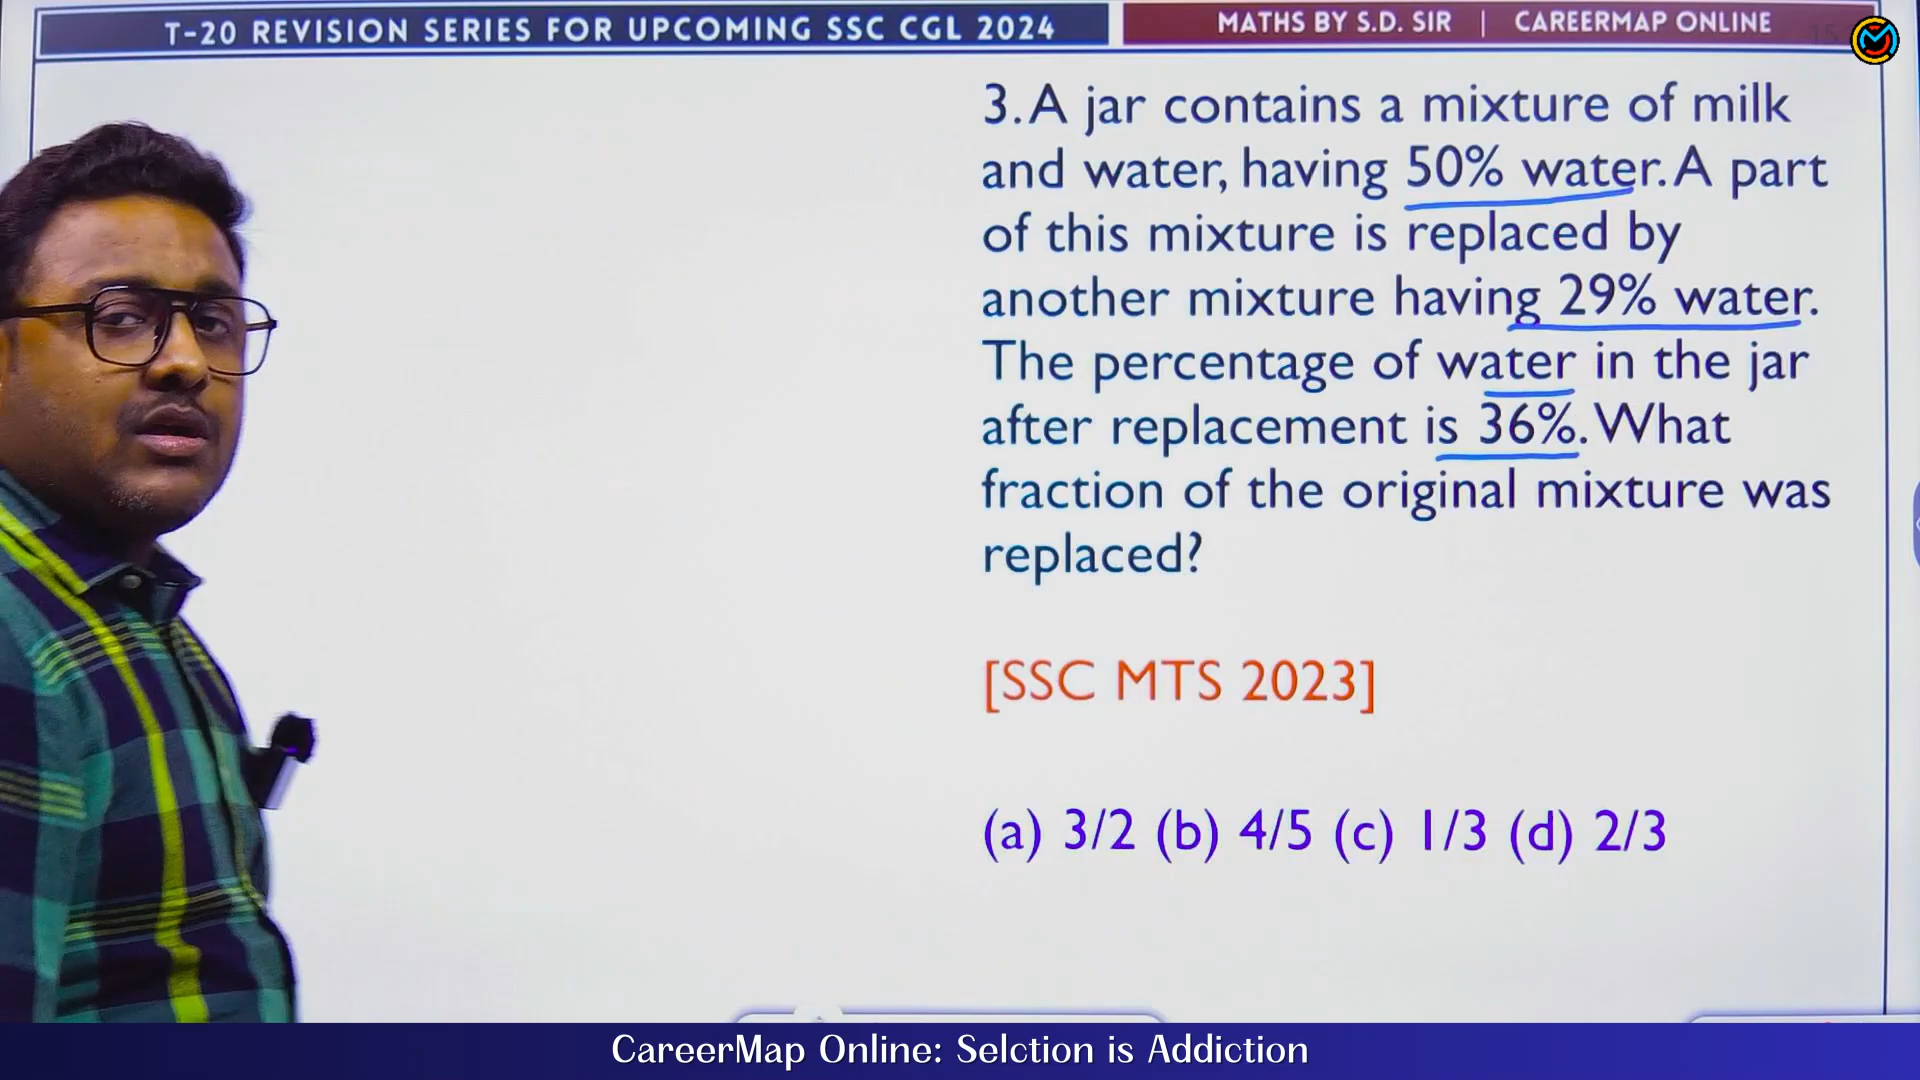 T-20 REVISION SERIES FOR UPCOMING SSC CGL 2024
MATHS BY S.D. SIR | CAREERMAP ONLINE
3. A jar contains a mixture of milk
and water, having 50% water. A part
of this mixture is replaced by
another mixture having 29% water.
The percentage of water in the jar
after replacement is 36%. What
fraction of the original mixture was
replaced?
[SSC MTS 2023]
(a) 3/2 (b) 4/5 (c) 1/3 (d) 2/3
CareerMap Online: Selction is Addiction